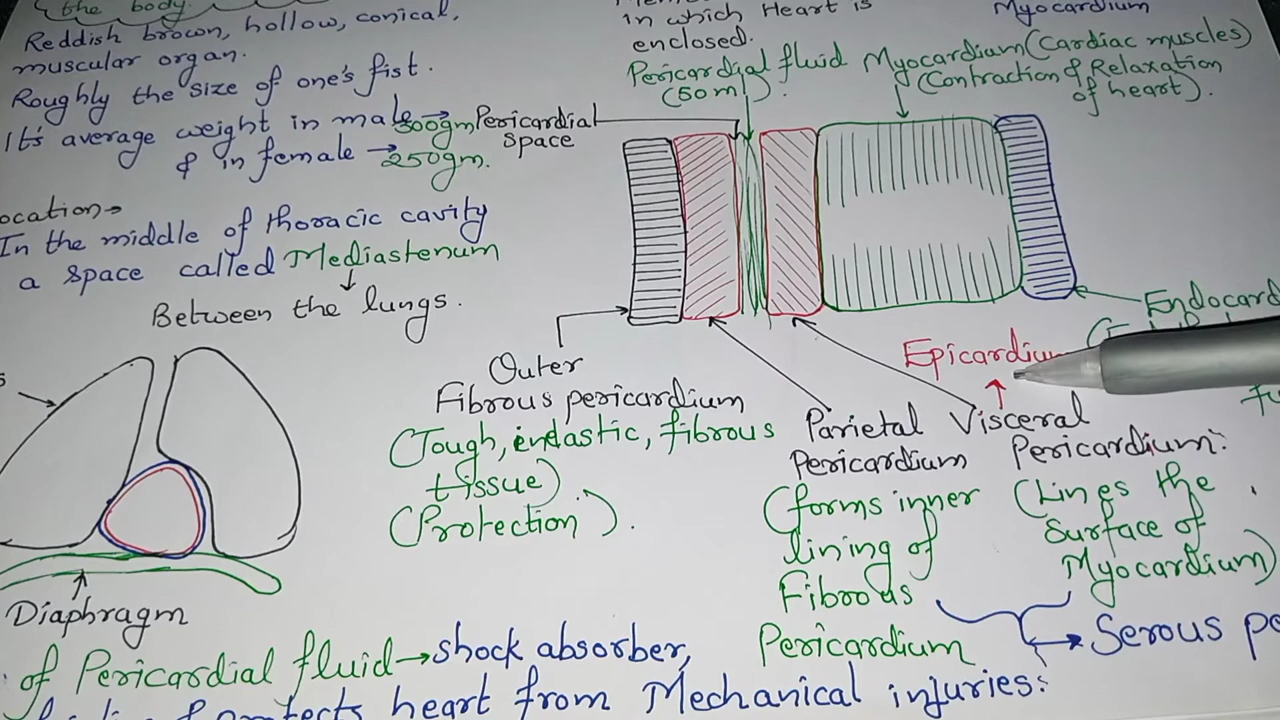 the body.
Reddish brown, hollow, conical,
muscular organ.
Roughly the size of one's fist.
It's average weight in male → 300gm
& in female → 250gm.
ocation→
In the middle of thoracic cavity
a space called Mediastenum
Between the lungs.
Diaphragm
in which Heart is
enclosed.
Pericardial fluid
(50ml).
Pericardial
space
Myocardium
Myocardium (Cardiac muscles)
(Contraction & Relaxation
of heart).
Outer
Fibrous pericardium
(Tough, inelastic, fibrous
tissue)
(Protection).
Parietal
Pericardium
(forms inner
lining of
Fibrous
Pericardium
Epicardium
Visceral
Pericardium:
(Lines the
Surface of
Myocardium)
Endocard
Serous pe
of Pericardial fluid → shock absorber,
heart from Mechanical injuries: